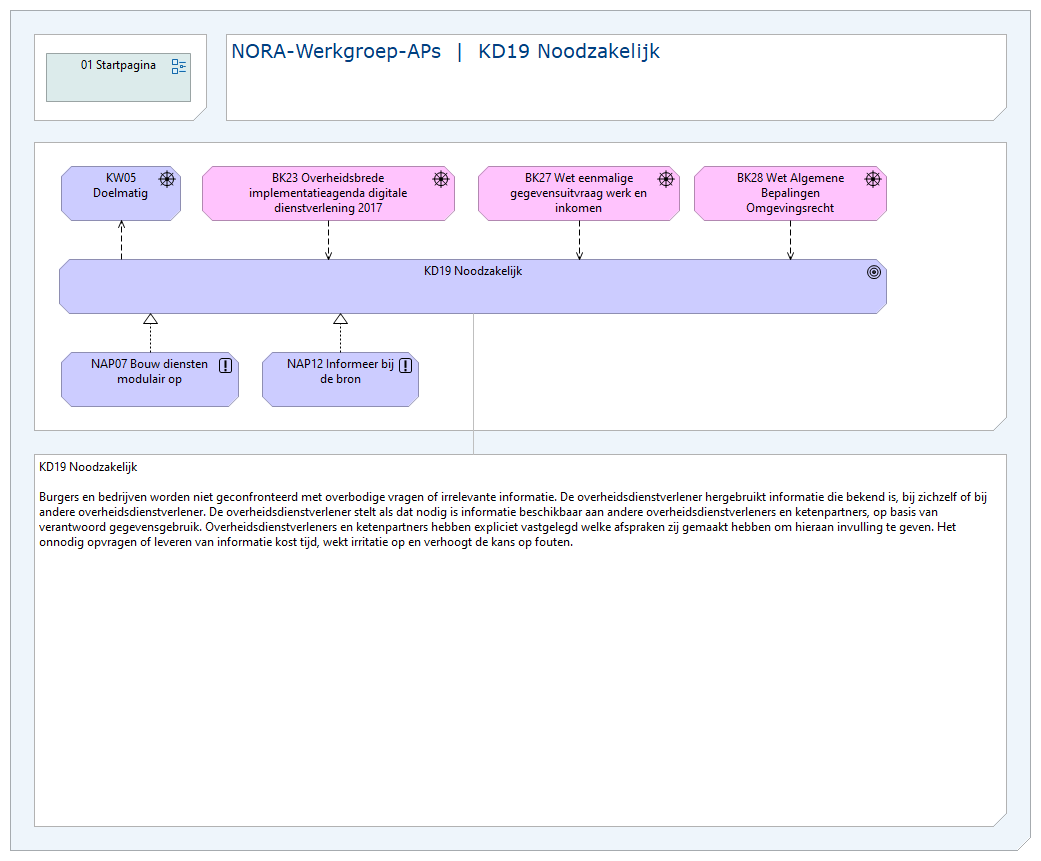 01 Startpagina
NORA-Werkgroep-APs | KD19 Noodzakelijk
KW05
Doelmatig
BK23 Overheidsbrede
implementatieagenda digitale
dienstverlening 2017
BK27 Wet eenmalige
gegevensuitvraag werk en
inkomen
BK28 Wet Algemene
Bepalingen
Omgevingsrecht
KD19 Noodzakelijk
NAP07 Bouw diensten
modulair op
NAP12 Informeer bij
de bron
KD19 Noodzakelijk
Burgers en bedrijven worden niet geconfronteerd met overbodige vragen of irrelevante informatie. De overheidsdienstverlener hergebruikt informatie die bekend is, bij zichzelf of bij
andere overheidsdienstverlener. De overheidsdienstverlener stelt als dat nodig is informatie beschikbaar aan andere overheidsdienstverleners en ketenpartners, op basis van
verantwoord gegevensgebruik. Overheidsdienstverleners en ketenpartners hebben expliciet vastgelegd welke afspraken zij gemaakt hebben om hieraan invulling te geven. Het
onnodig opvragen of leveren van informatie kost tijd, wekt irritatie op en verhoogt de kans op fouten.